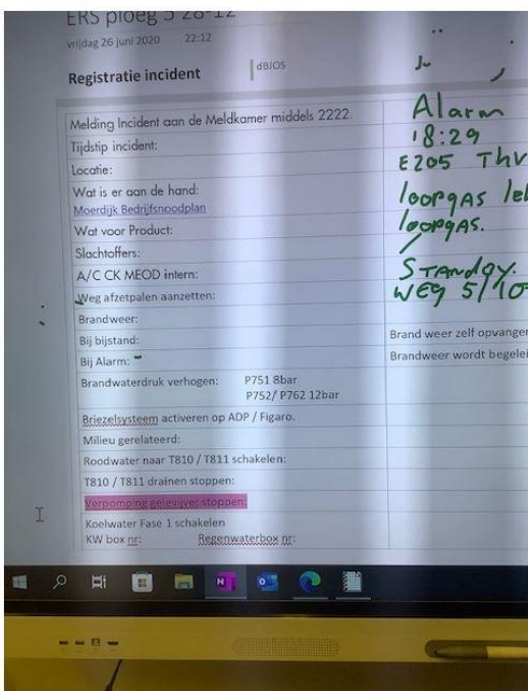 ERS ploeg 5 28-12
vrijdag 26 juni 2020 22:12
Registratie incident
dBJOS
Melding Incident aan de Meldkamer middels 2222. Alarm
Tijdstip incident: 18:29
Locatie: E205 Thv
Wat is er aan de hand: loopgas lek
Moerdijk Bedrijfsnoodplan
Wat voor Product: loopgas.
Slachtoffers: /
A/C CK MEOD intern: STANdBy.
Weg afzetpalen aanzetten: WEG 5/10
Brandweer:
Bij bijstand: Brand weer zelf opvangen
Bij Alarm: Brandweer wordt begelei
Brandwaterdruk verhogen: P751 8bar
P752/ P762 12bar
Briezelsysteem activeren op ADP / Figaro.
Milieu gerelateerd:
Roodwater naar T810 / T811 schakelen:
T810 / T811 drainen stoppen:
Verpomping gelevijver stoppen:
Koelwater Fase 1 schakelen
KW box nr: Regenwaterbox nr: